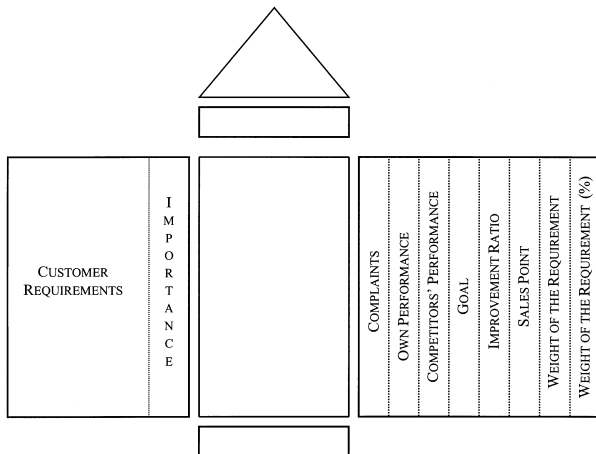 CUSTOMER
REQUIREMENTS
IMPORTANCE
COMPLAINTS
OWN PERFORMANCE
COMPETITORS' PERFORMANCE
GOAL
IMPROVEMENT RATIO
SALES POINT
WEIGHT OF THE REQUIREMENT
WEIGHT OF THE REQUIREMENT (%)